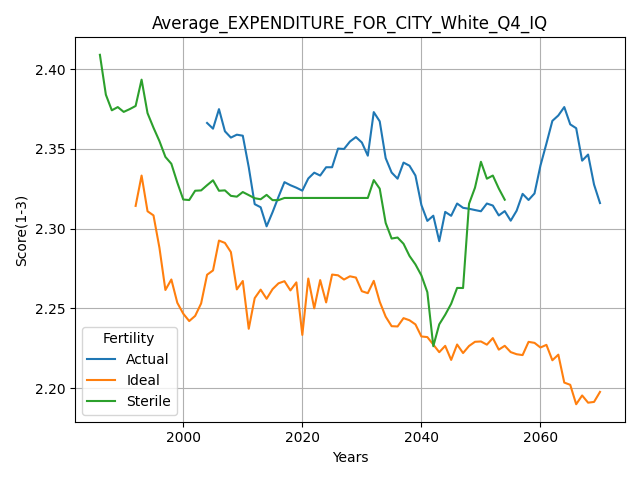 Average_EXPENDITURE_FOR_CITY_White_Q4_IQ
Score(1-3)
2.40
2.35
2.30
2.25
2.20
Fertility
Actual
Ideal
Sterile
2000
2020
2040
2060
Years